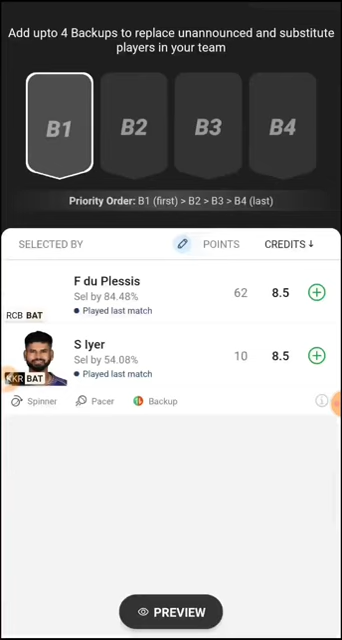 Add upto 4 Backups to replace unannounced and substitute
players in your team
B1 B2 B3 B4
Priority Order: B1 (first) > B2 > B3 > B4 (last)
SELECTED BY POINTS CREDITS ↓
F du Plessis
Sel by 84.48% 62 8.5
Played last match
RCB BAT
S Iyer
Sel by 54.08% 10 8.5
Played last match
KKR BAT
Spinner Pacer Backup
PREVIEW